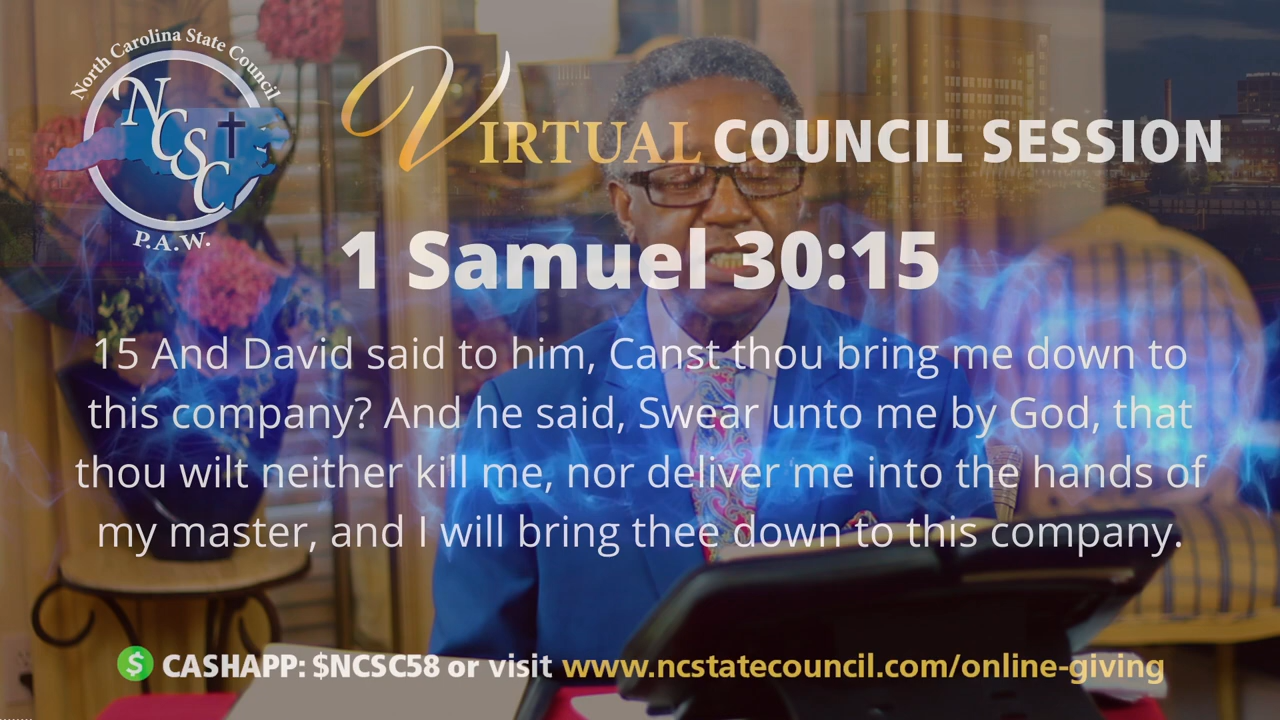 North Carolina State Council
NCSC
P.A.W.
VIRTUAL COUNCIL SESSION
1 Samuel 30:15
15 And David said to him, Canst thou bring me down to
this company? And he said, Swear unto me by God, that
thou wilt neither kill me, nor deliver me into the hands of
my master, and I will bring thee down to this company.
$ CASHAPP: $NCSC58 or visit www.ncstatecouncil.com/online-giving